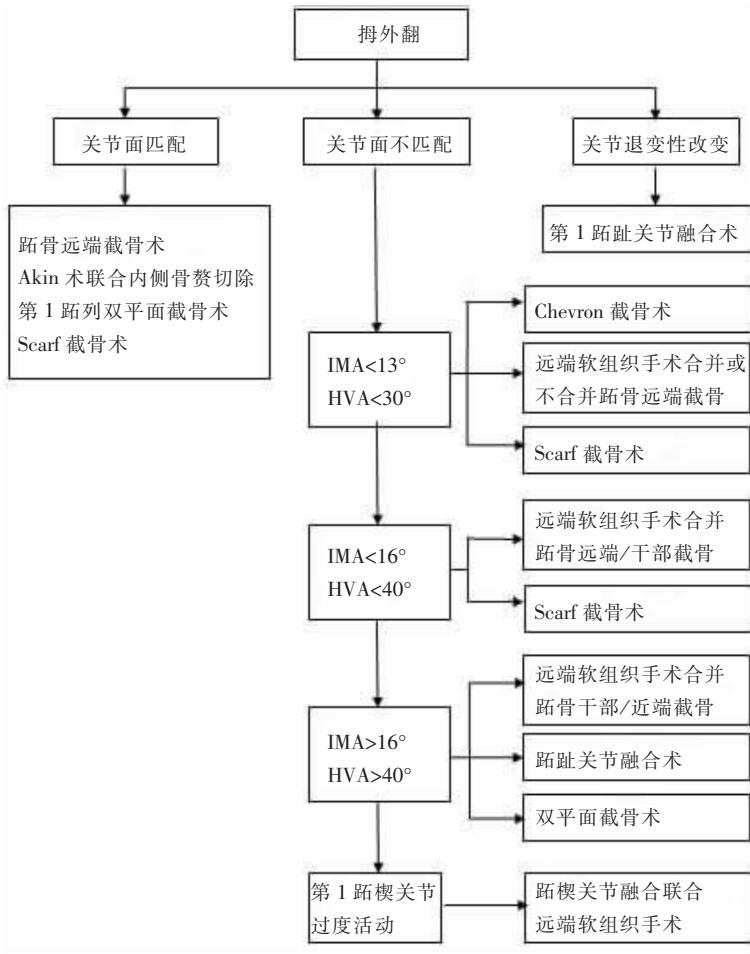 拇外翻
关节面匹配
关节面不匹配
关节退变性改变
跖骨远端截骨术
Akin 术联合内侧骨赘切除
第 1 跖列双平面截骨术
Scarf 截骨术
第 1 跖趾关节融合术
IMA<13°
HVA<30°
Chevron 截骨术
远端软组织手术合并或
不合并跖骨远端截骨
Scarf 截骨术
IMA<16°
HVA<40°
远端软组织手术合并
跖骨远端/干部截骨
Scarf 截骨术
IMA>16°
HVA>40°
远端软组织手术合并
跖骨干部/近端截骨
跖趾关节融合术
双平面截骨术
第 1 跖楔关节
过度活动
跖楔关节融合联合
远端软组织手术